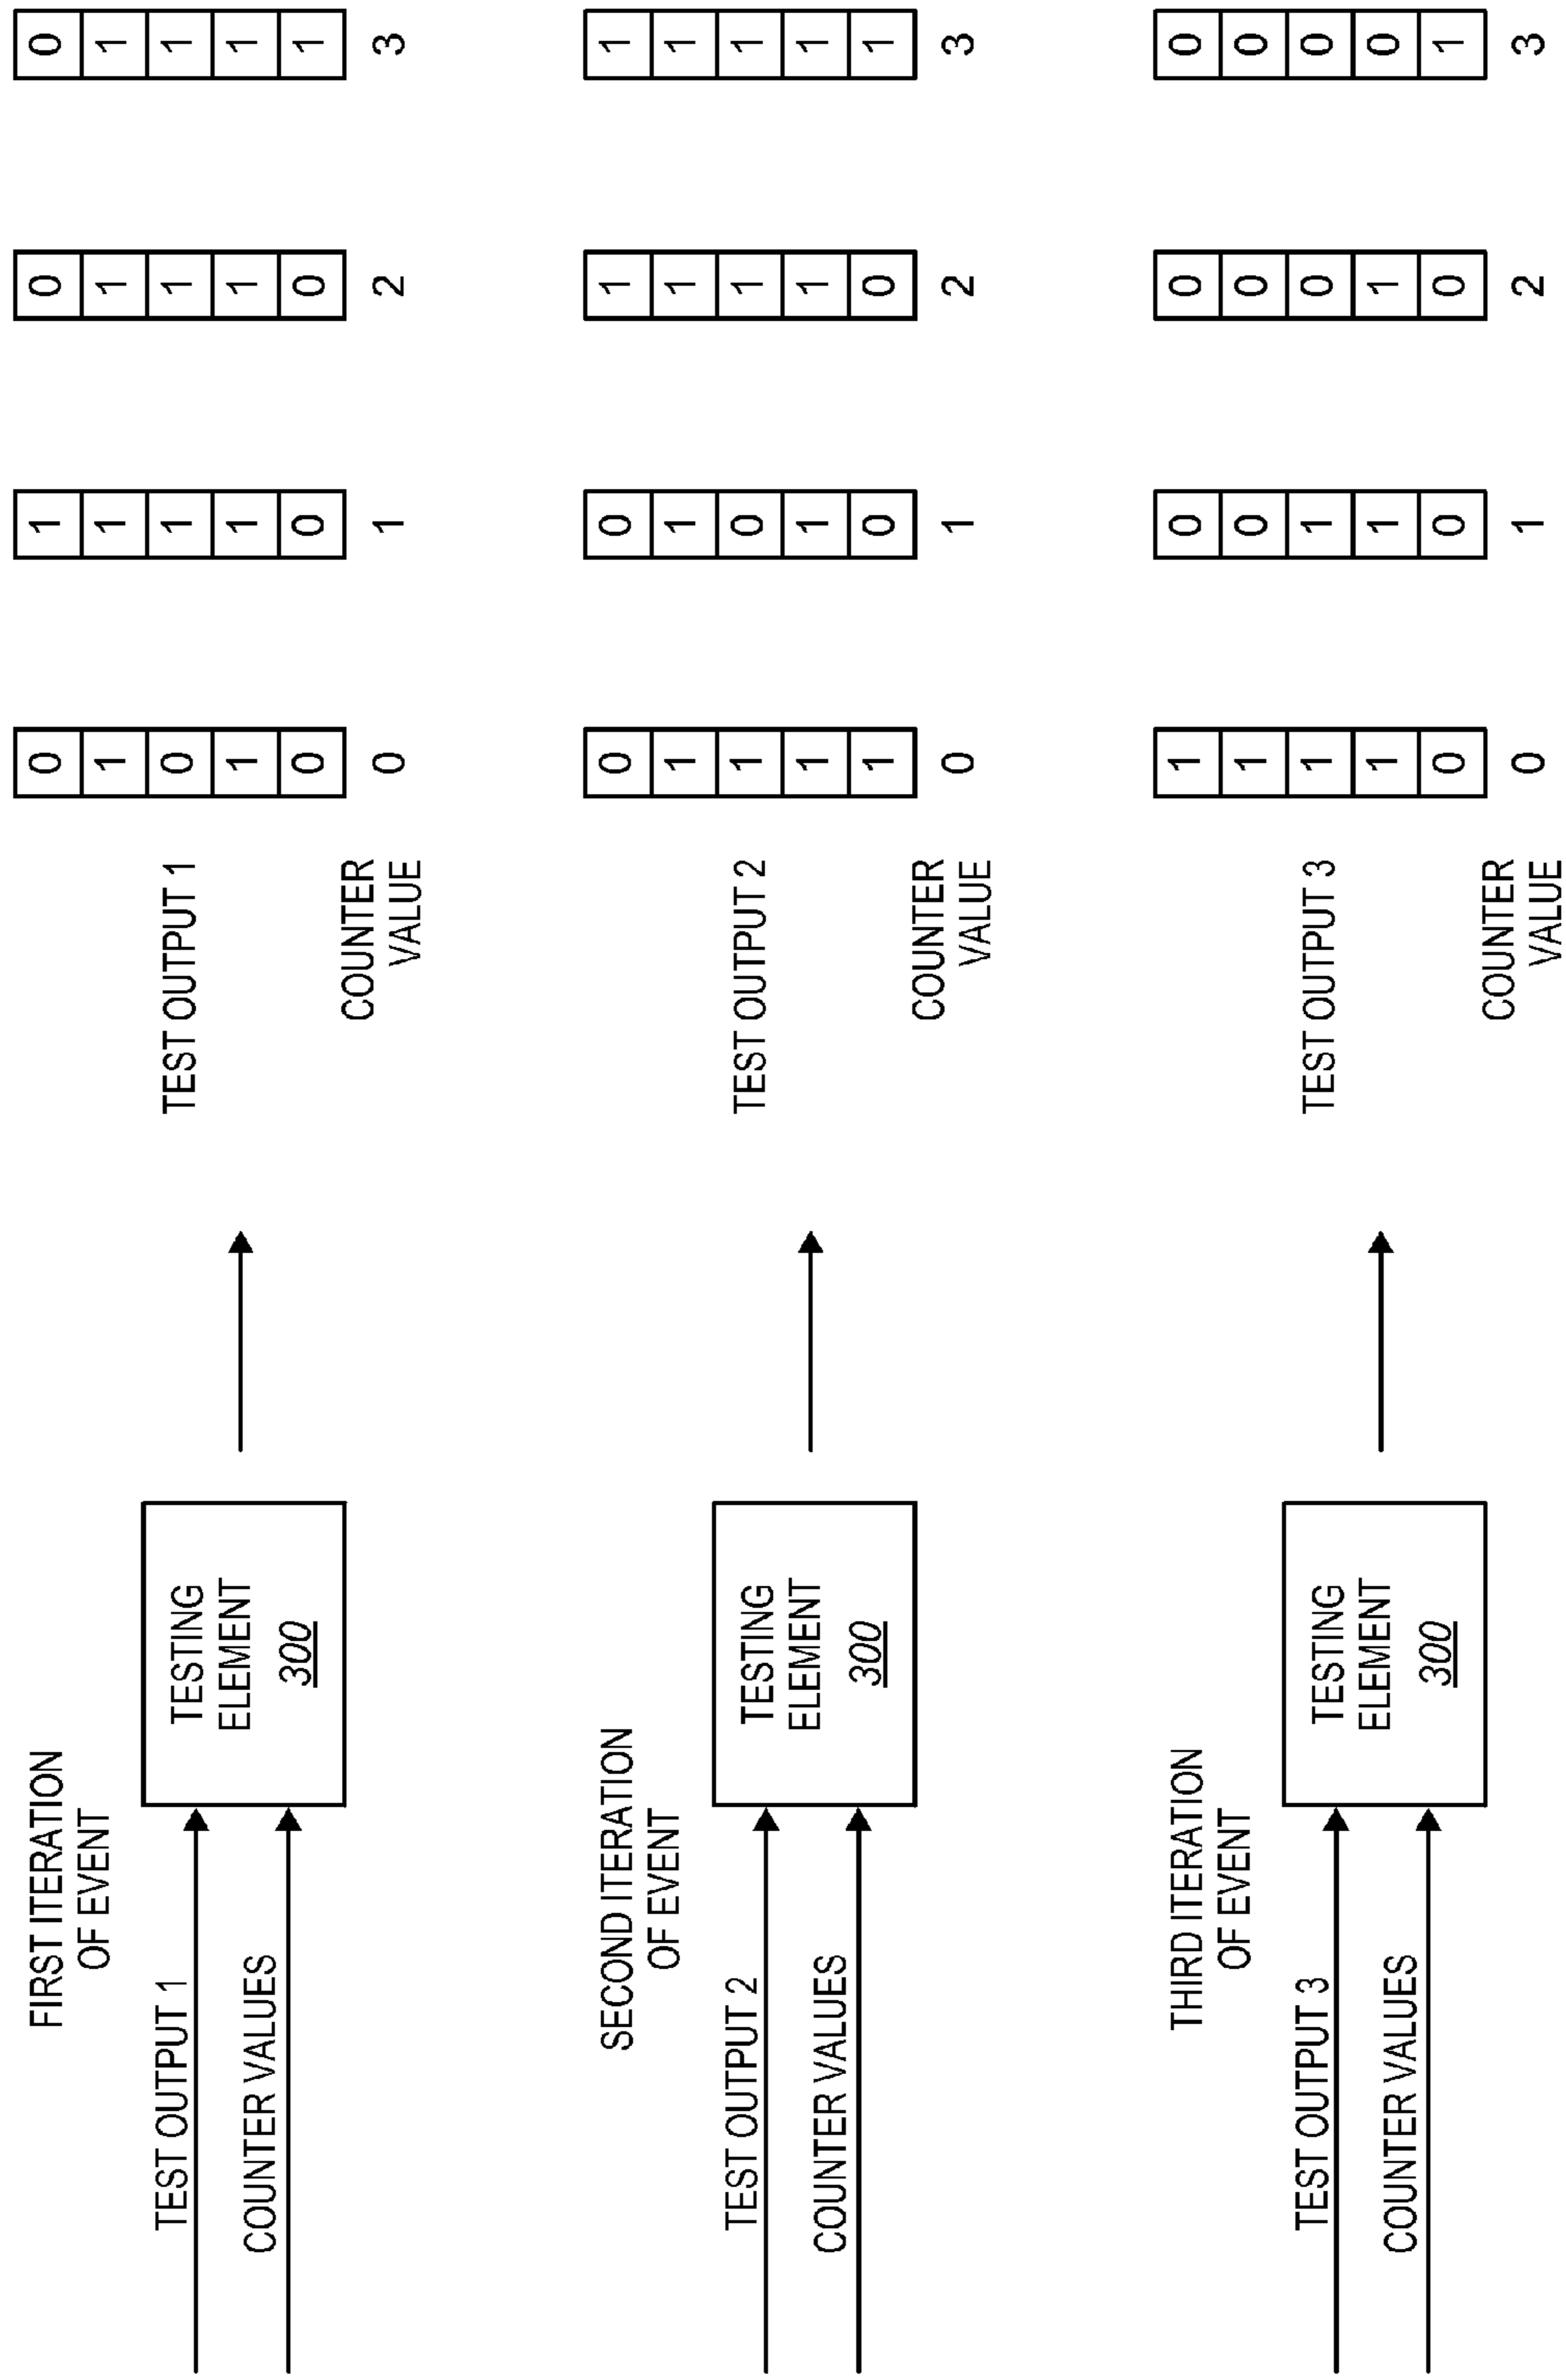 FIRST ITERATION
OF EVENT
TEST OUTPUT 1
COUNTER VALUES
TESTING
ELEMENT
300
TEST OUTPUT 1
0 1 0 0
1 1 1 1
0 1 1 1
1 1 1 1
0 0 0 1
COUNTER
VALUE
0 1 2 3
SECOND ITERATION
OF EVENT
TEST OUTPUT 2
COUNTER VALUES
TESTING
ELEMENT
300
TEST OUTPUT 2
0 0 1 1
1 1 1 1
1 0 1 1
1 1 1 1
1 0 0 1
COUNTER
VALUE
0 1 2 3
THIRD ITERATION
OF EVENT
TEST OUTPUT 3
COUNTER VALUES
TESTING
ELEMENT
300
TEST OUTPUT 3
1 0 0 0
1 0 0 0
1 1 0 0
1 1 1 0
0 0 0 1
COUNTER
VALUE
0 1 2 3